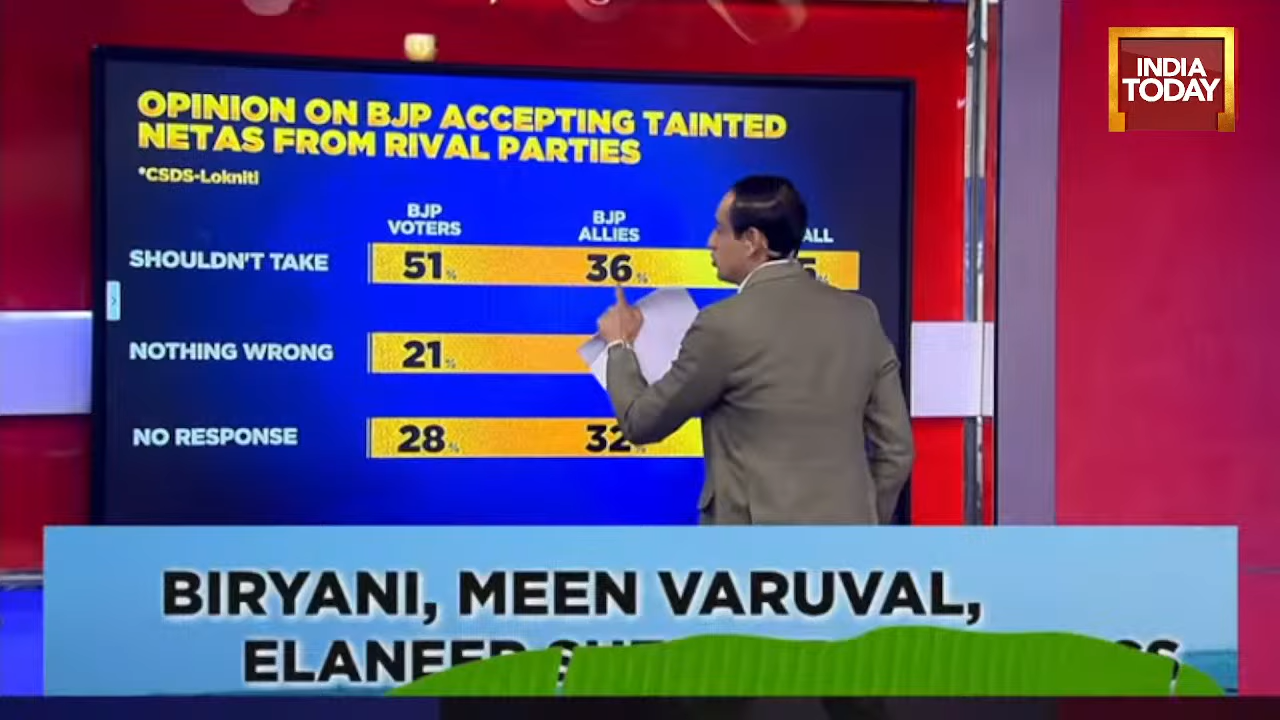 INDIA
TODAY
OPINION ON BJP ACCEPTING TAINTED
NETAS FROM RIVAL PARTIES
*CSDS-Lokniti
BJP
VOTERS
BJP
ALLIES
ALL
SHOULDN'T TAKE 51% 36%
NOTHING WRONG 21%
NO RESPONSE 28% 32%
BIRYANI, MEEN VARUVAL,